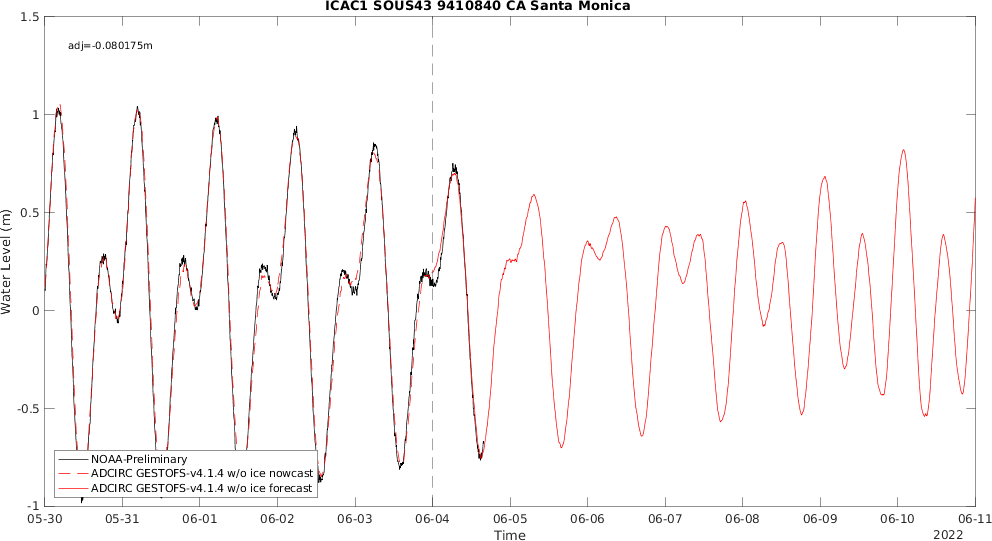 ICAC1 SOUS43 9410840 CA Santa Monica
1.5
adj=-0.080175m
1
0.5
Water Level (m)
0
-0.5
NOAA-Preliminary
ADCIRC GESTOFS-v4.1.4 w/o ice nowcast
ADCIRC GESTOFS-v4.1.4 w/o ice forecast
-1
05-30 05-31 06-01 06-02 06-03 06-04 06-05 06-06 06-07 06-08 06-09 06-10 06-11
Time
2022